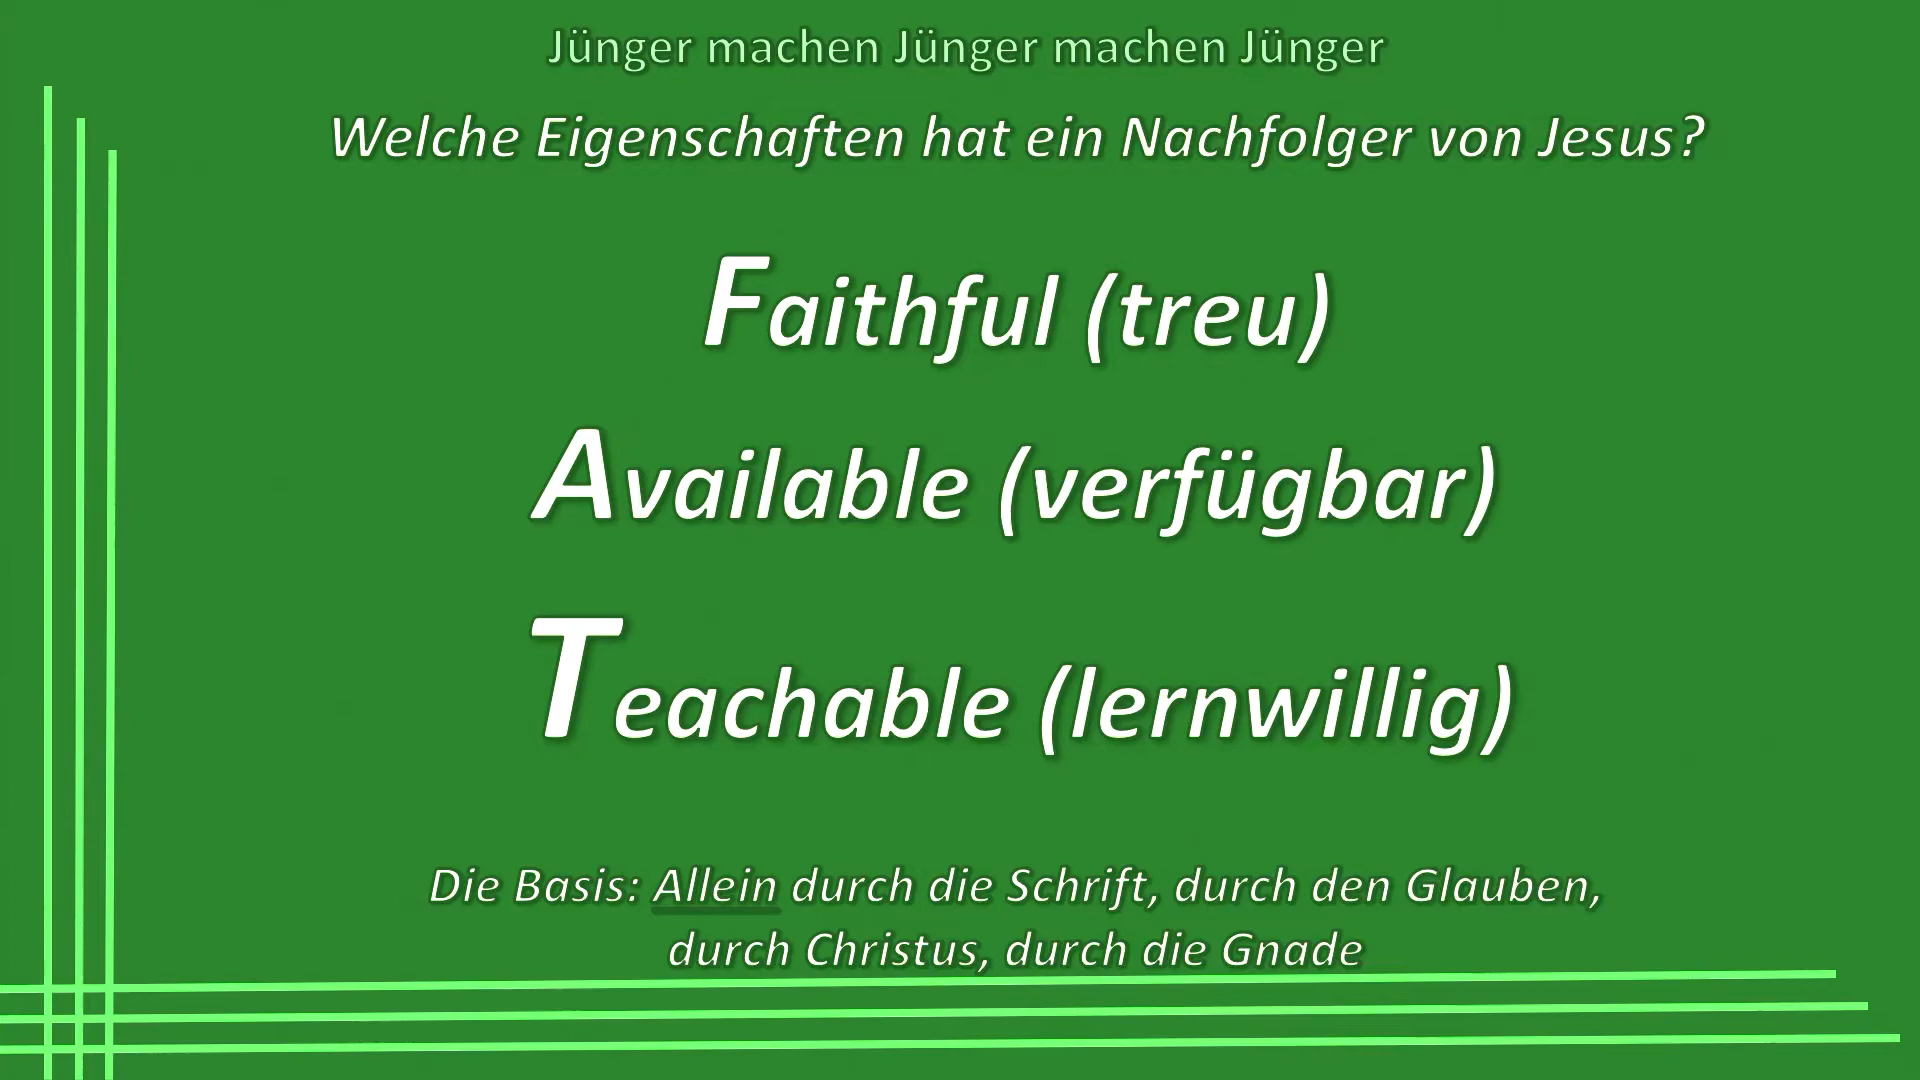 Jünger machen Jünger machen Jünger
Welche Eigenschaften hat ein Nachfolger von Jesus?
Faithful (treu)
Available (verfügbar)
Teachable (lernwillig)
Die Basis: Allein durch die Schrift, durch den Glauben,
durch Christus, durch die Gnade